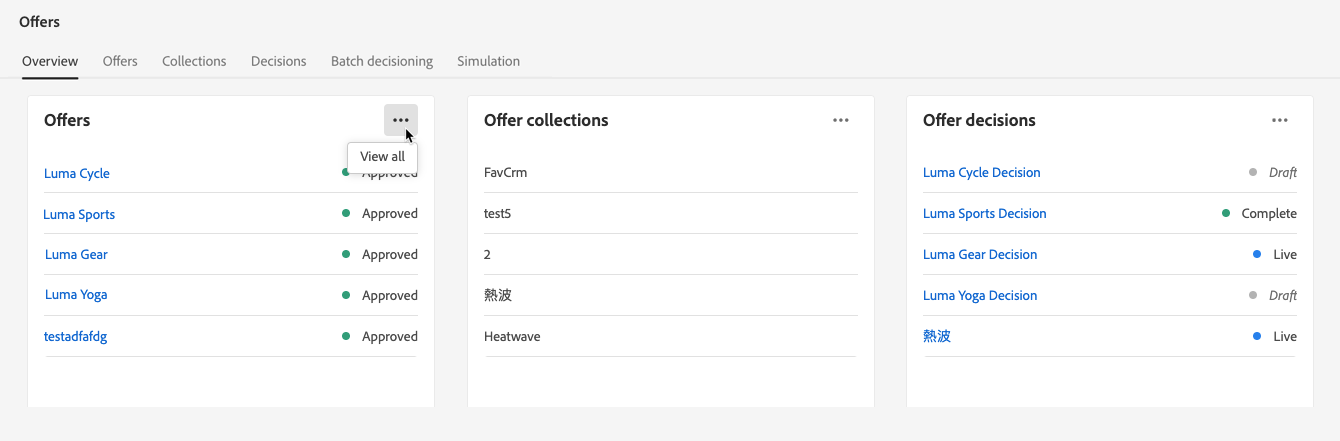 Offers
Overview Offers Collections Decisions Batch decisioning Simulation
Offers
View all
Luma Cycle Approved
Luma Sports Approved
Luma Gear Approved
Luma Yoga Approved
testadfafdg Approved
Offer collections
FavCrm
test5
2
熱波
Heatwave
Offer decisions
Luma Cycle Decision Draft
Luma Sports Decision Complete
Luma Gear Decision Live
Luma Yoga Decision Draft
熱波 Live